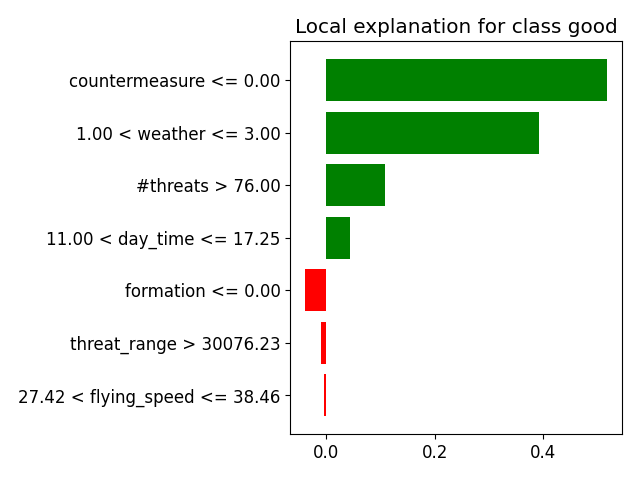 Local explanation for class good
countermeasure <= 0.00
1.00 < weather <= 3.00
#threats > 76.00
11.00 < day_time <= 17.25
formation <= 0.00
threat_range > 30076.23
27.42 < flying_speed <= 38.46
0.0 0.2 0.4